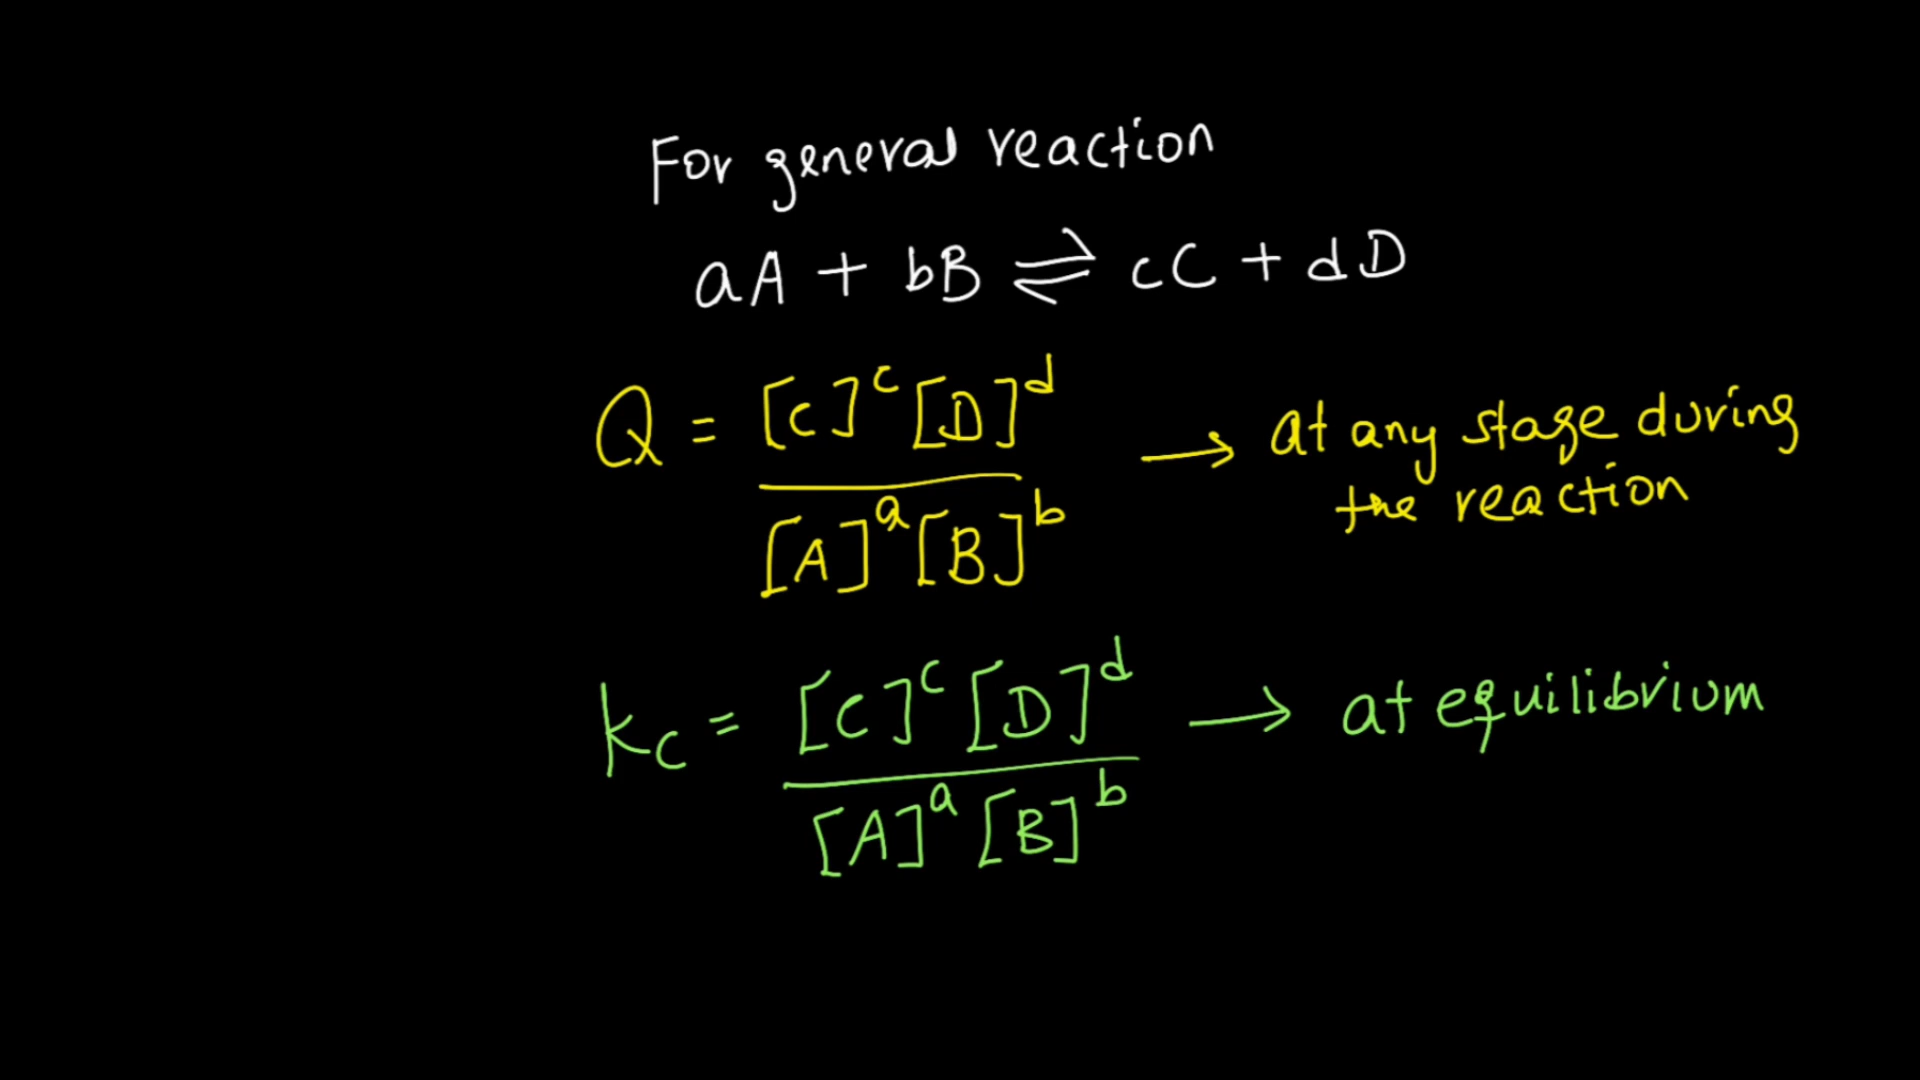 For general reaction
aA + bB ⇌ cC + dD
Q = [C]^c [D]^d / [A]^a [B]^b → at any stage during
the reaction
kc = [C]^c [D]^d / [A]^a [B]^b → at equilibrium